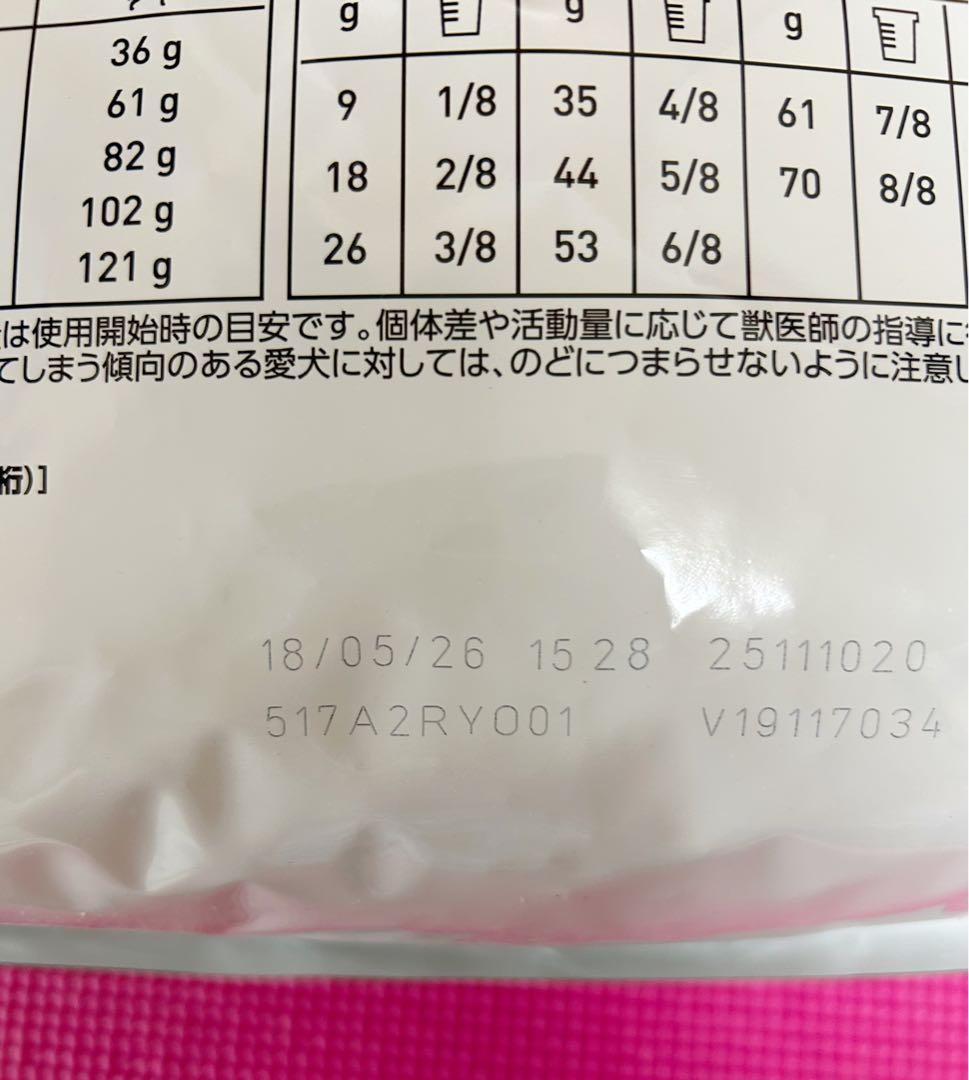 36 g
61 g
82 g
102 g
121 g
g g g
9 1/8 35 4/8 61 7/8
18 2/8 44 5/8 70 8/8
26 3/8 53 6/8
は使用開始時の目安です。個体差や活動量に応じて獣医師の指導に
てしまう傾向のある愛犬に対しては、のどにつまらせないように注意し
桁)]
18/05/26 15 28 25111020
517A2RY001 V19117034